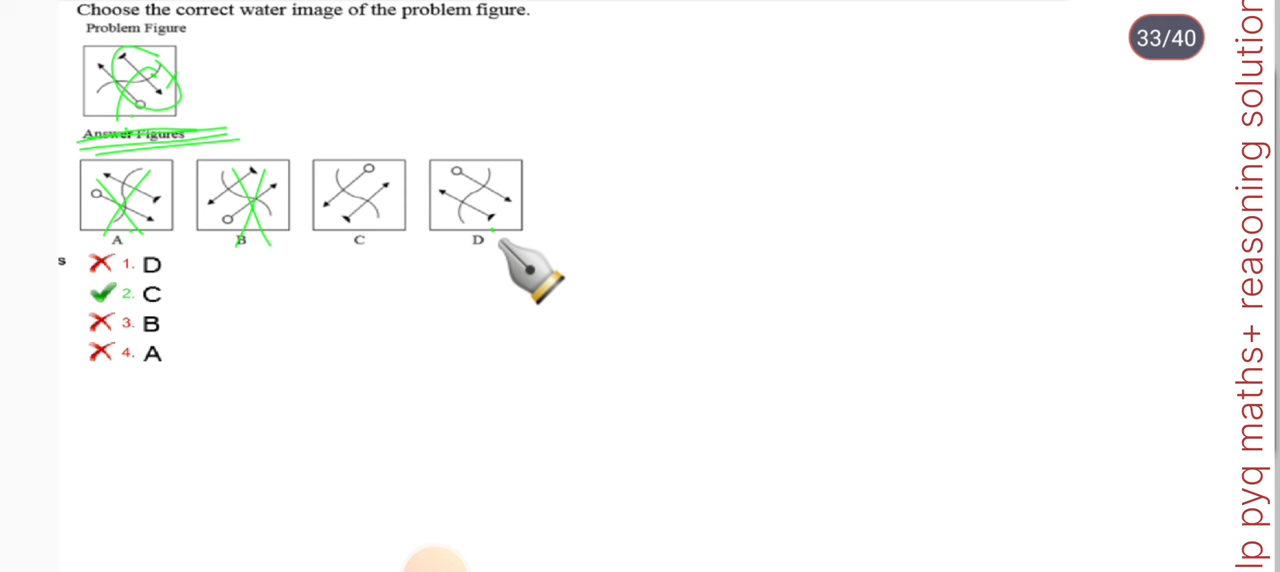 Choose the correct water image of the problem figure.
Problem Figure
33/40
Answer Figures
A B C D
s
1. D
2. C
3. B
4. A
lp pyq maths+ reasoning solution